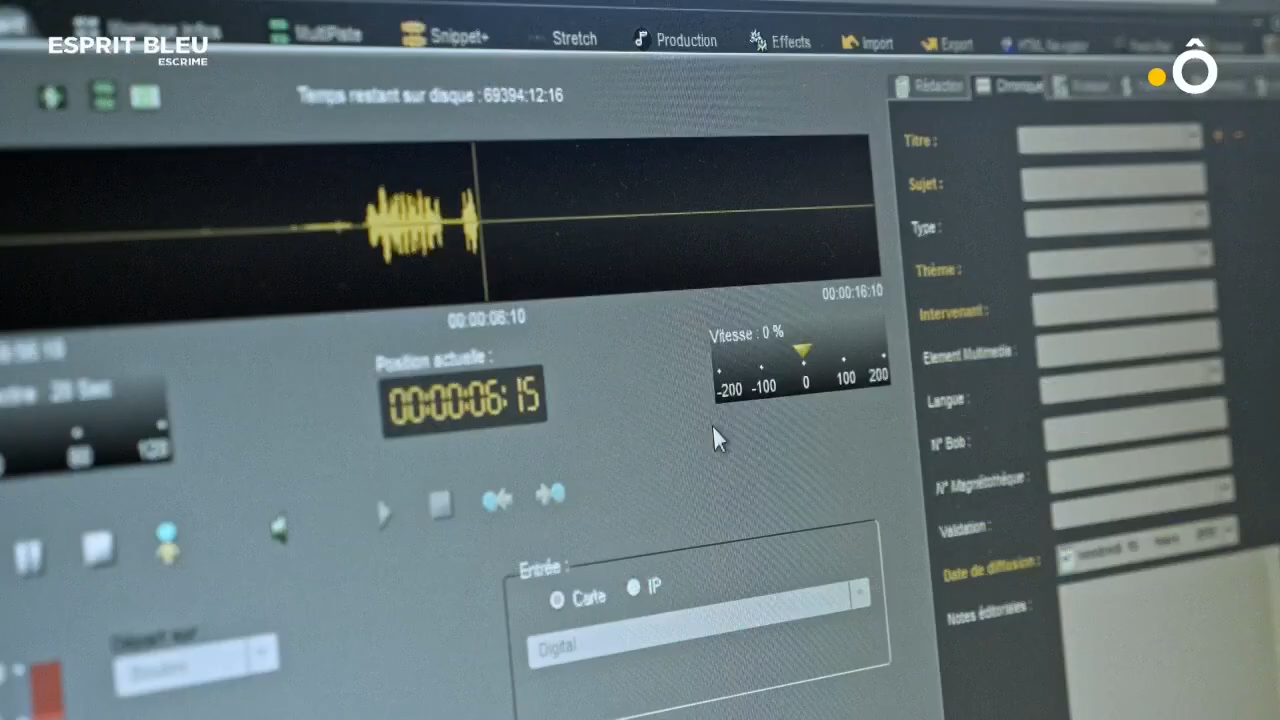 ESPRIT BLEU
ESCRIME
Ô
MultiPiste
Snippet+
Stretch
Production
Effects
Import
Export
Temps restant sur disque : 69394:12:16
Rédaction
Chronique
Titre :
Sujet :
Type :
Thème :
Intervenant :
Element Multimedia :
Langue :
N° Bob :
N° Magnétothèque :
Validation :
Date de diffusion :
Notes éditoriales :
00:00:06:10
00:00:16:10
Position actuelle :
00:00:06:15
Vitesse : 0 %
-200 -100 0 100 200
Entrée :
Carte
IP
Digital